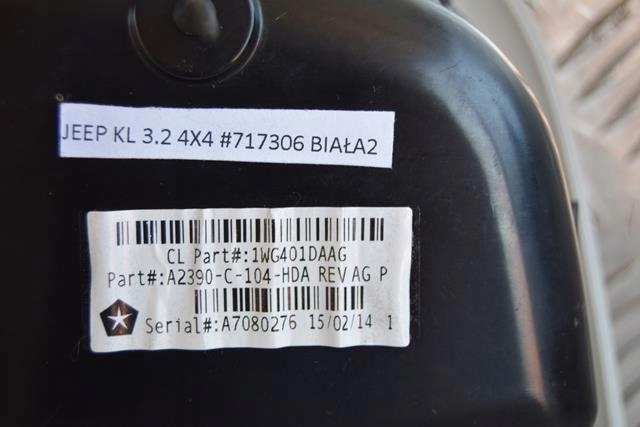 JEEP KL 3.2 4X4 #717306 BIAŁA2
CL Part#:1WG401DAAG
Part#:A2390-C-104-HDA REV AG P
Serial#:A7080276 15/02/14 1